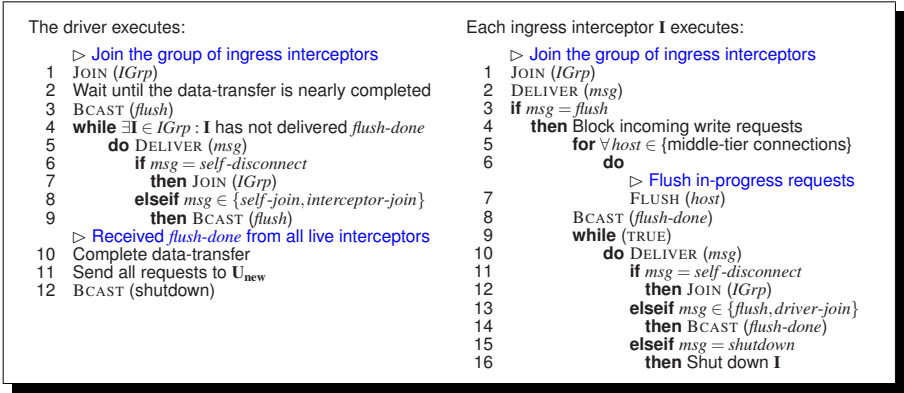 The driver executes:
▷ Join the group of ingress interceptors
1 JOIN (IGrp)
2 Wait until the data-transfer is nearly completed
3 BCAST (flush)
4 while ∃I ∈ IGrp : I has not delivered flush-done
5 do DELIVER (msg)
6 if msg = self-disconnect
7 then JOIN (IGrp)
8 elseif msg ∈ {self-join, interceptor-join}
9 then BCAST (flush)
▷ Received flush-done from all live interceptors
10 Complete data-transfer
11 Send all requests to U_new
12 BCAST (shutdown)
Each ingress interceptor I executes:
▷ Join the group of ingress interceptors
1 JOIN (IGrp)
2 DELIVER (msg)
3 if msg = flush
4 then Block incoming write requests
5 for ∀host ∈ {middle-tier connections}
6 do
▷ Flush in-progress requests
7 FLUSH (host)
8 BCAST (flush-done)
9 while (TRUE)
10 do DELIVER (msg)
11 if msg = self-disconnect
12 then JOIN (IGrp)
13 elseif msg ∈ {flush, driver-join}
14 then BCAST (flush-done)
15 elseif msg = shutdown
16 then Shut down I